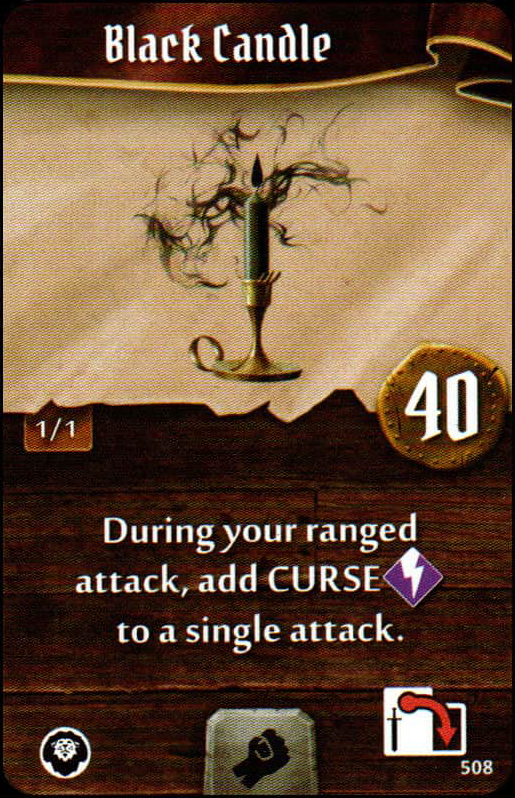 Black Candle
40
1/1
During your ranged
attack, add CURSE
to a single attack.
508